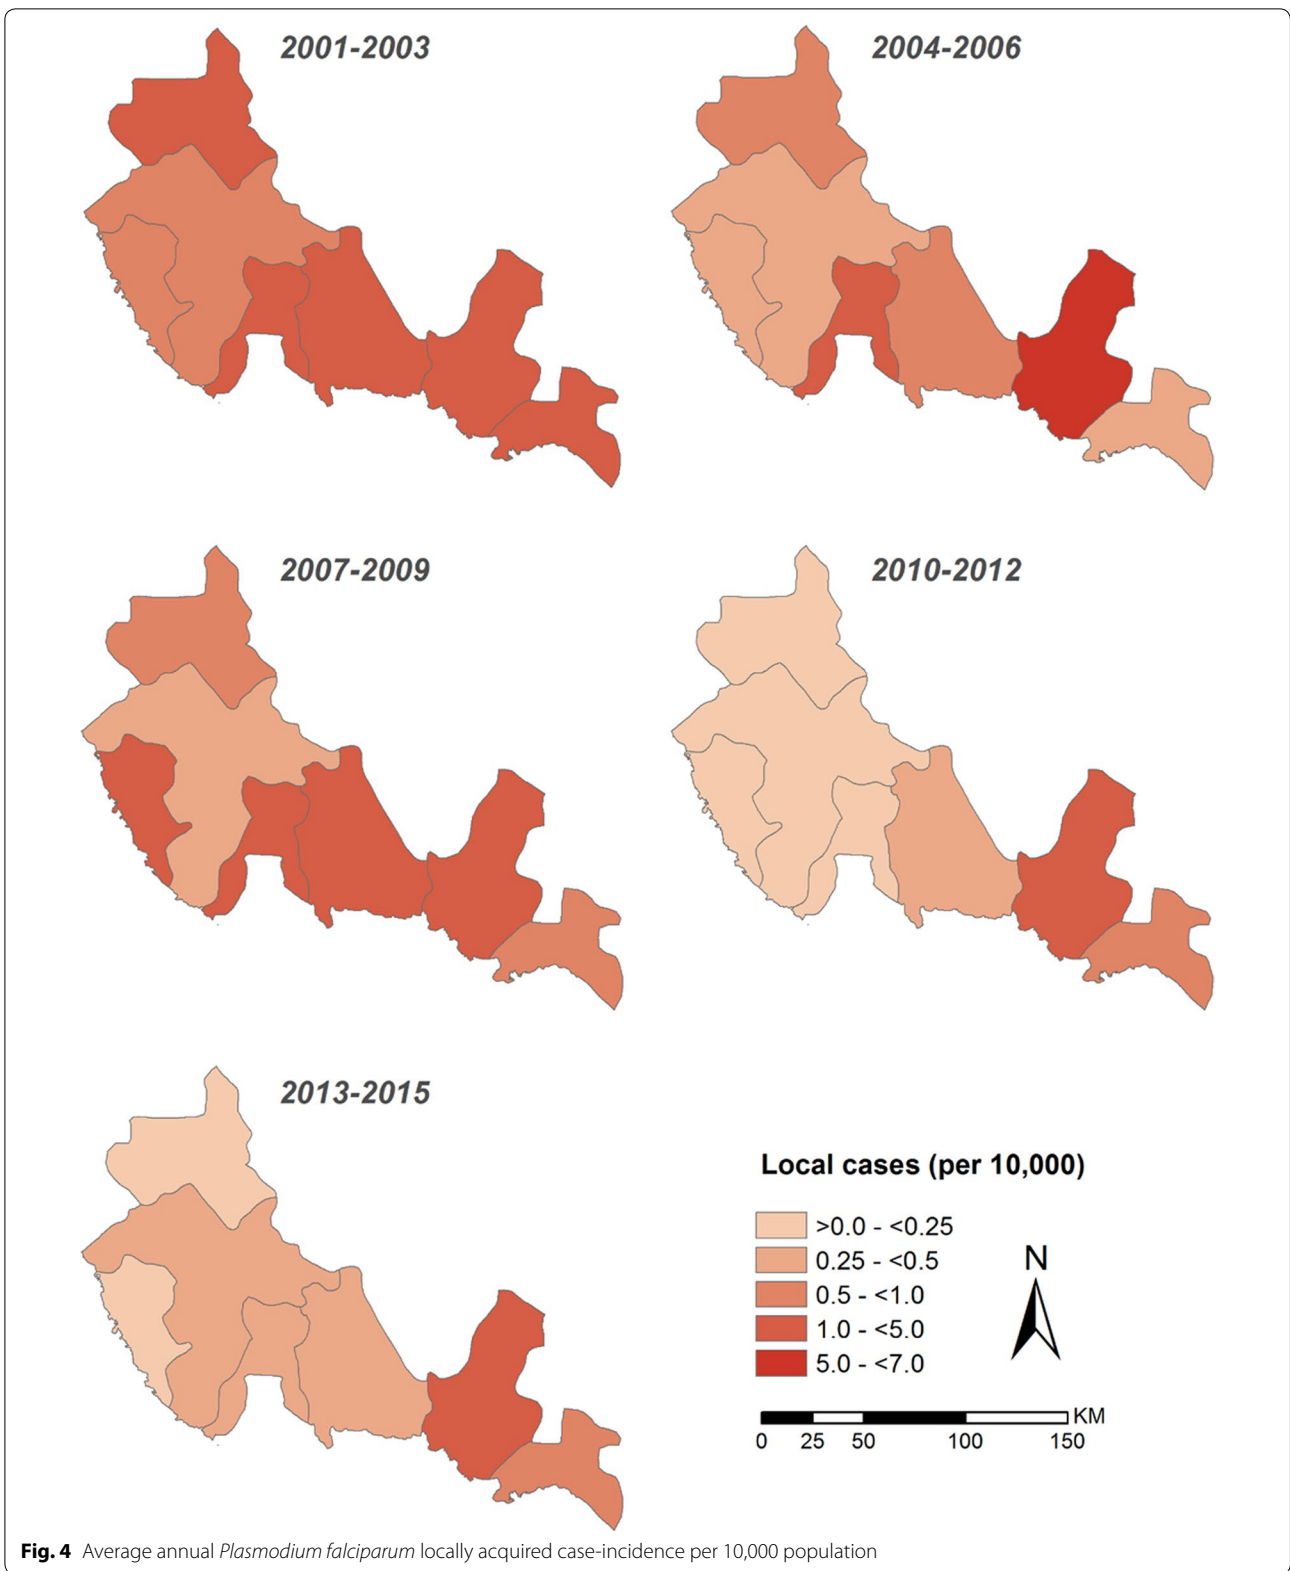 2001-2003
2004-2006
2007-2009
2010-2012
2013-2015
Local cases (per 10,000)
>0.0 - <0.25
0.25 - <0.5
0.5 - <1.0
1.0 - <5.0
5.0 - <7.0
N
KM
0 25 50 100 150
Fig. 4 Average annual Plasmodium falciparum locally acquired case-incidence per 10,000 population